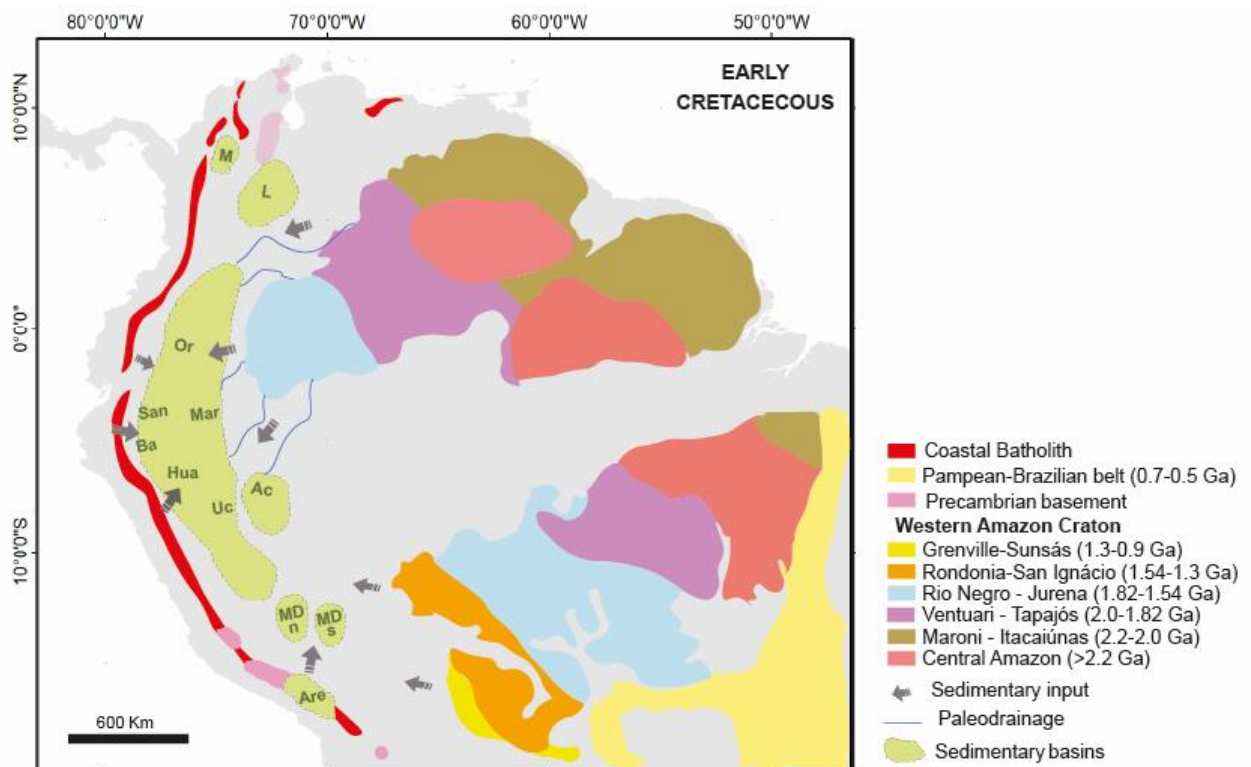 80°0'0"W 70°0'0"W 60°0'0"W 50°0'0"W
10°0'0"N
0°0'0"
10°0'0"S
EARLY
CRETACECOUS
M
L
Or
San
Mar
Ba
Hua
Uc
Ac
MD
n
MD
s
Are
600 Km
Coastal Batholith
Pampean-Brazilian belt (0.7-0.5 Ga)
Precambrian basement
Western Amazon Craton
Grenville-Sunsás (1.3-0.9 Ga)
Rondonia-San Ignácio (1.54-1.3 Ga)
Rio Negro - Jurena (1.82-1.54 Ga)
Ventuari - Tapajós (2.0-1.82 Ga)
Maroni - Itacaiúnas (2.2-2.0 Ga)
Central Amazon (>2.2 Ga)
Sedimentary input
Paleodrainage
Sedimentary basins